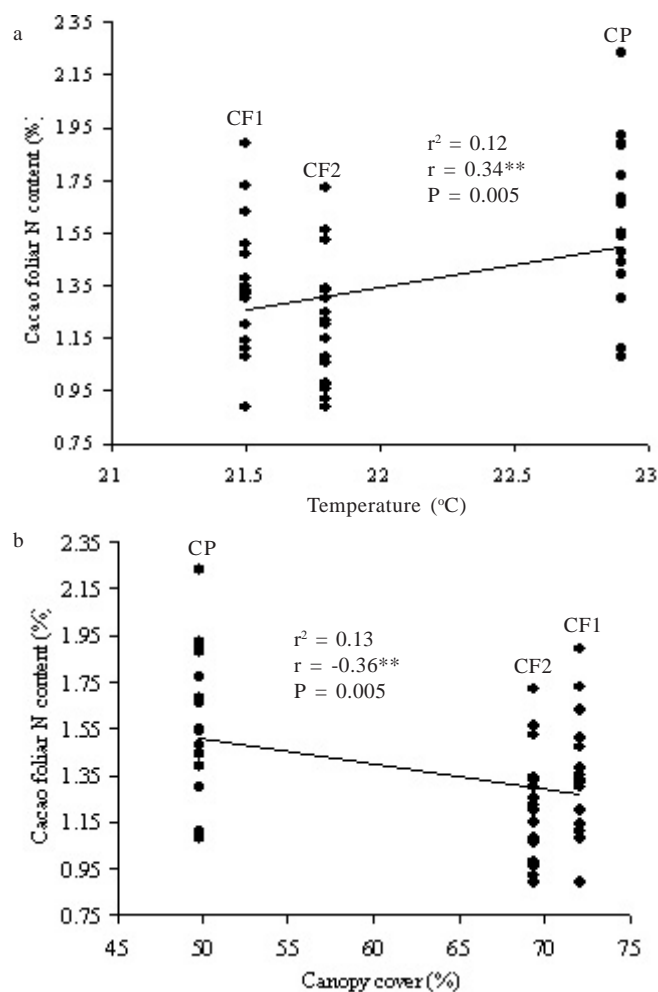 a
2.35
2.15
1.95
1.75
1.55
1.35
1.15
0.95
0.75
Cacao foliar N content (%)
CF1
CF2
CP
r² = 0.12
r = 0.34**
P = 0.005
21 21.5 22 22.5 23
Temperature (°C)
b
2.35
2.15
1.95
1.75
1.55
1.35
1.15
0.95
0.75
Cacao foliar N content (%)
CP
r² = 0.13
r = -0.36**
P = 0.005
CF2
CF1
45 50 55 60 65 70 75
Canopy cover (%)